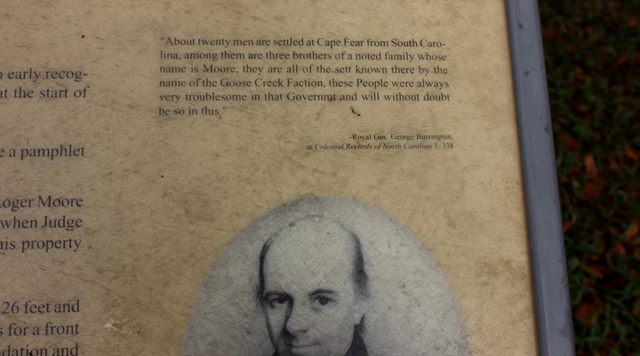 "About twenty men are settled at Cape Fear from South Caro-
lina, among them are three brothers of a noted family whose
name is Moore, they are all of the sett known there by the
name of the Goose Creek Faction, these People were always
very troublesome in that Governmt and will without doubt
be so in this."
-Royal Gov. George Burrington,
in Colonial Records of North Carolina 3: 338
early recog-
at the start of
e a pamphlet
Roger Moore
when Judge
his property
26 feet and
s for a front
dation and